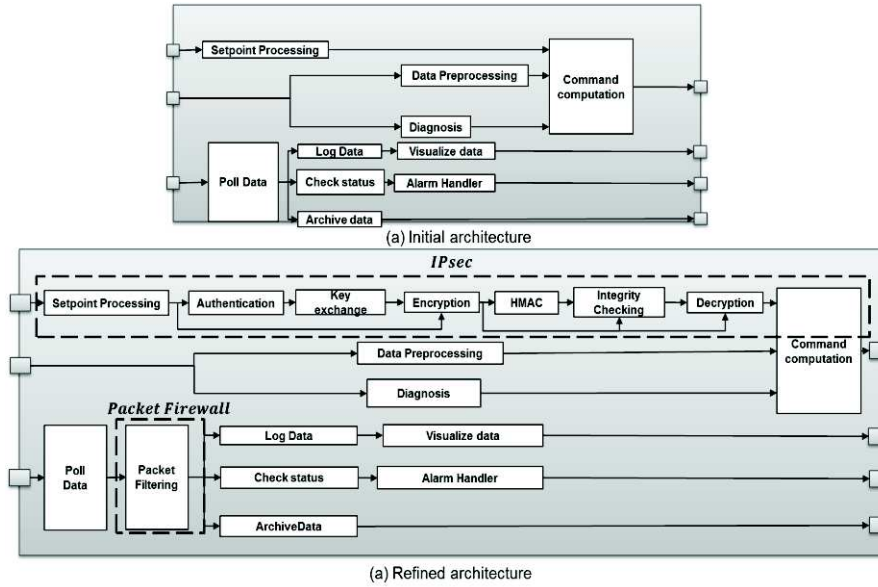 Setpoint Processing
Data Preprocessing
Command
computation
Diagnosis
Poll Data
Log Data
Visualize data
Check status
Alarm Handler
Archive data
(a) Initial architecture
IPsec
Setpoint Processing
Authentication
Key
exchange
Encryption
HMAC
Integrity
Checking
Decryption
Command
computation
Data Preprocessing
Diagnosis
Packet Firewall
Poll
Data
Packet
Filtering
Log Data
Visualize data
Check status
Alarm Handler
ArchiveData
(a) Refined architecture